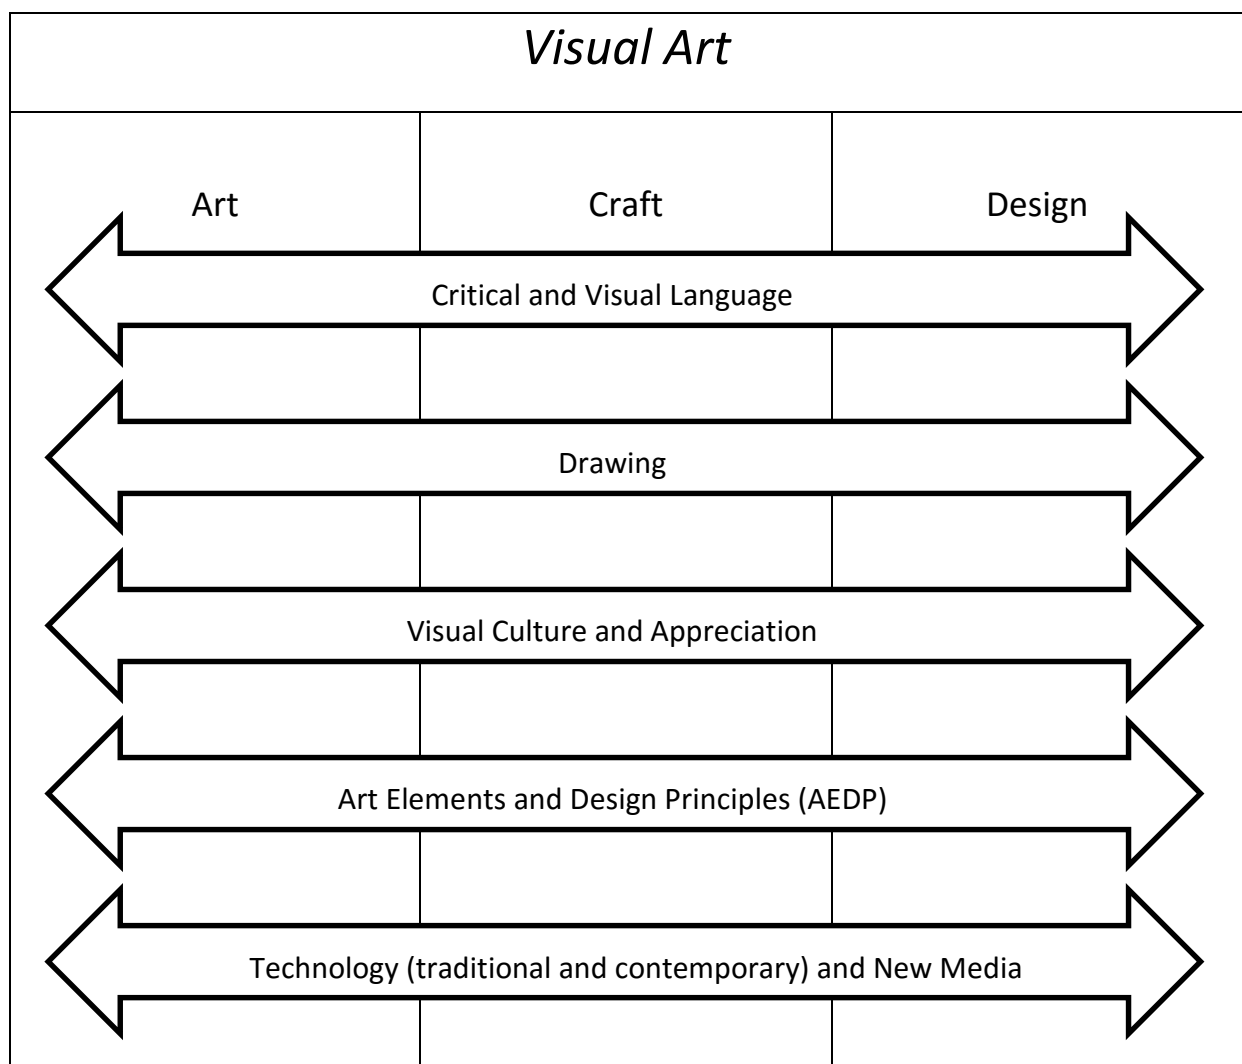 Visual Art
Art
Craft
Design
Critical and Visual Language
Drawing
Visual Culture and Appreciation
Art Elements and Design Principles (AEDP)
Technology (traditional and contemporary) and New Media